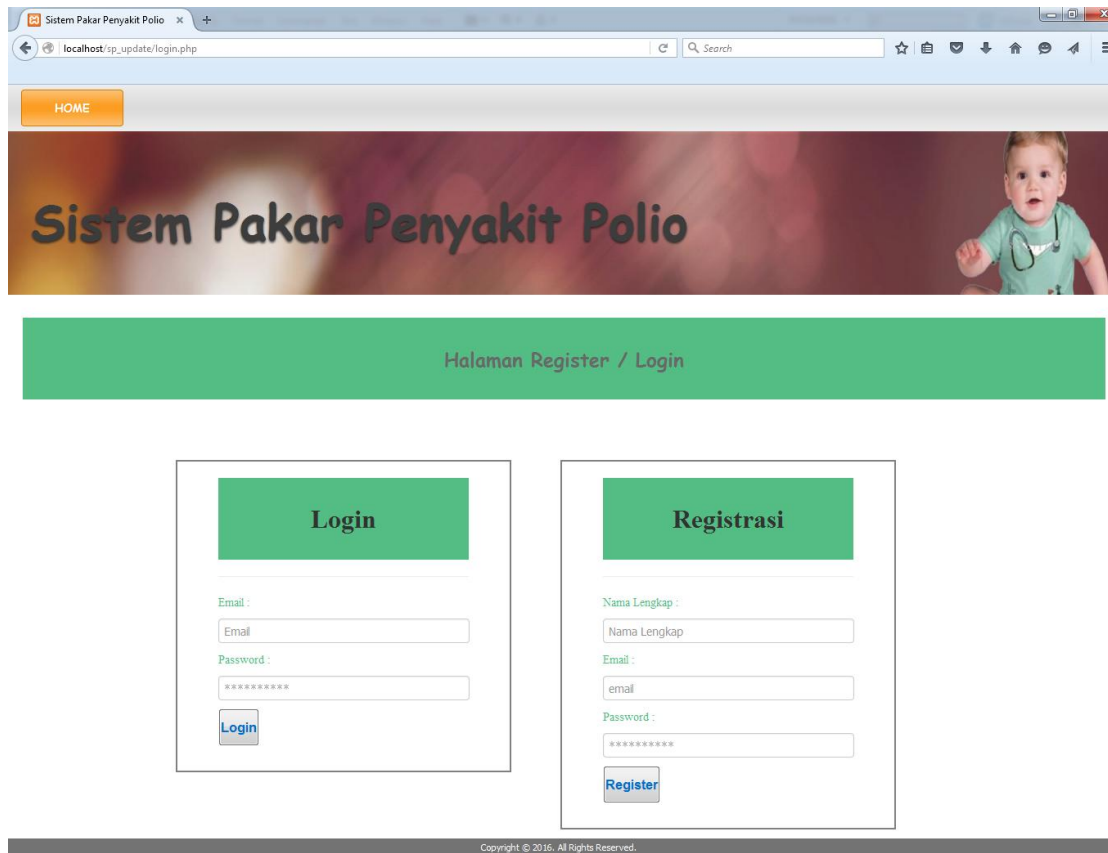 Sistem Pakar Penyakit Polio
localhost/sp_update/login.php
Search
HOME
Sistem Pakar Penyakit Polio
Halaman Register / Login
Login
Email :
Email
Password :
**********
Login
Registrasi
Nama Lengkap :
Nama Lengkap
Email :
email
Password :
**********
Register
Copyright © 2016. All Rights Reserved.